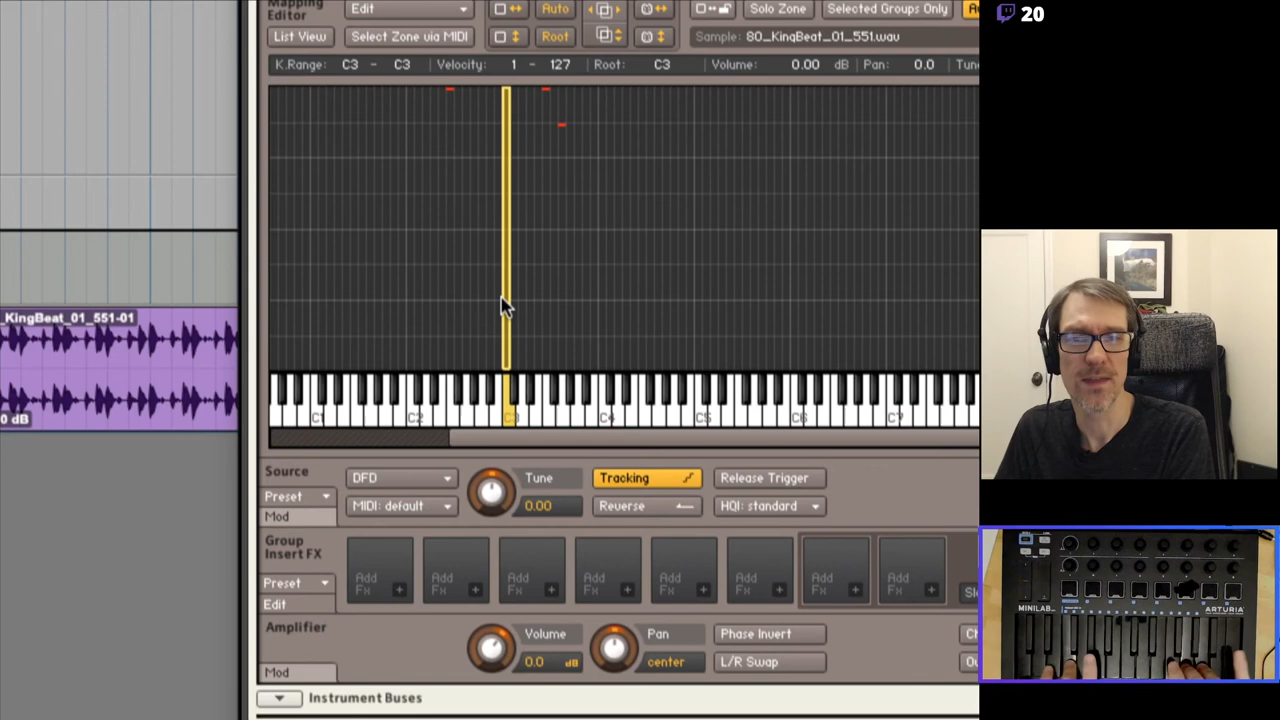 20
Mapping
Editor
Edit
Auto
Solo Zone
Selected Groups Only
List View
Select Zone via MIDI
Root
Sample: 80_KingBeat_01_551.wav
K.Range: C3 - C3 Velocity: 1 - 127 Root: C3 Volume: 0.00 dB Pan: 0.0 Tune
_KingBeat_01_551-01
0 dB
C1 C2 C3 C4 C5 C6 C7
Source
Preset
Mod
DFD
MIDI: default
Tune
0.00
Tracking
Reverse
Release Trigger
HQI: standard
Group
Insert FX
Preset
Edit
Add Fx + Add Fx + Add Fx + Add Fx + Add Fx + Add Fx + Add Fx + Add Fx +
Amplifier
Mod
Volume
0.0 dB
Pan
center
Phase Invert
L/R Swap
Instrument Buses
MINILAB
ARTURIA